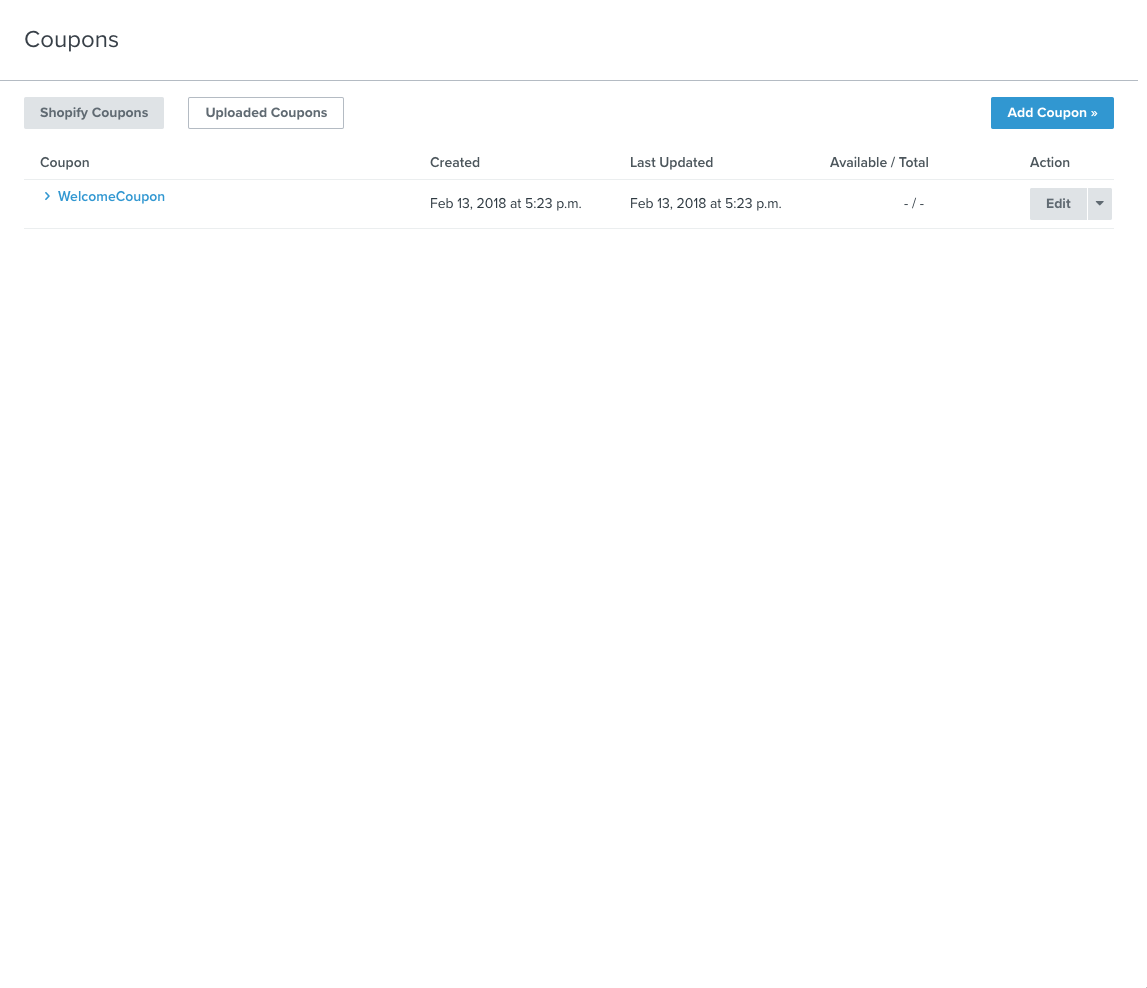 Coupons
Shopify Coupons Uploaded Coupons Add Coupon »
Coupon Created Last Updated Available / Total Action
WelcomeCoupon Feb 13, 2018 at 5:23 p.m. Feb 13, 2018 at 5:23 p.m. - / - Edit